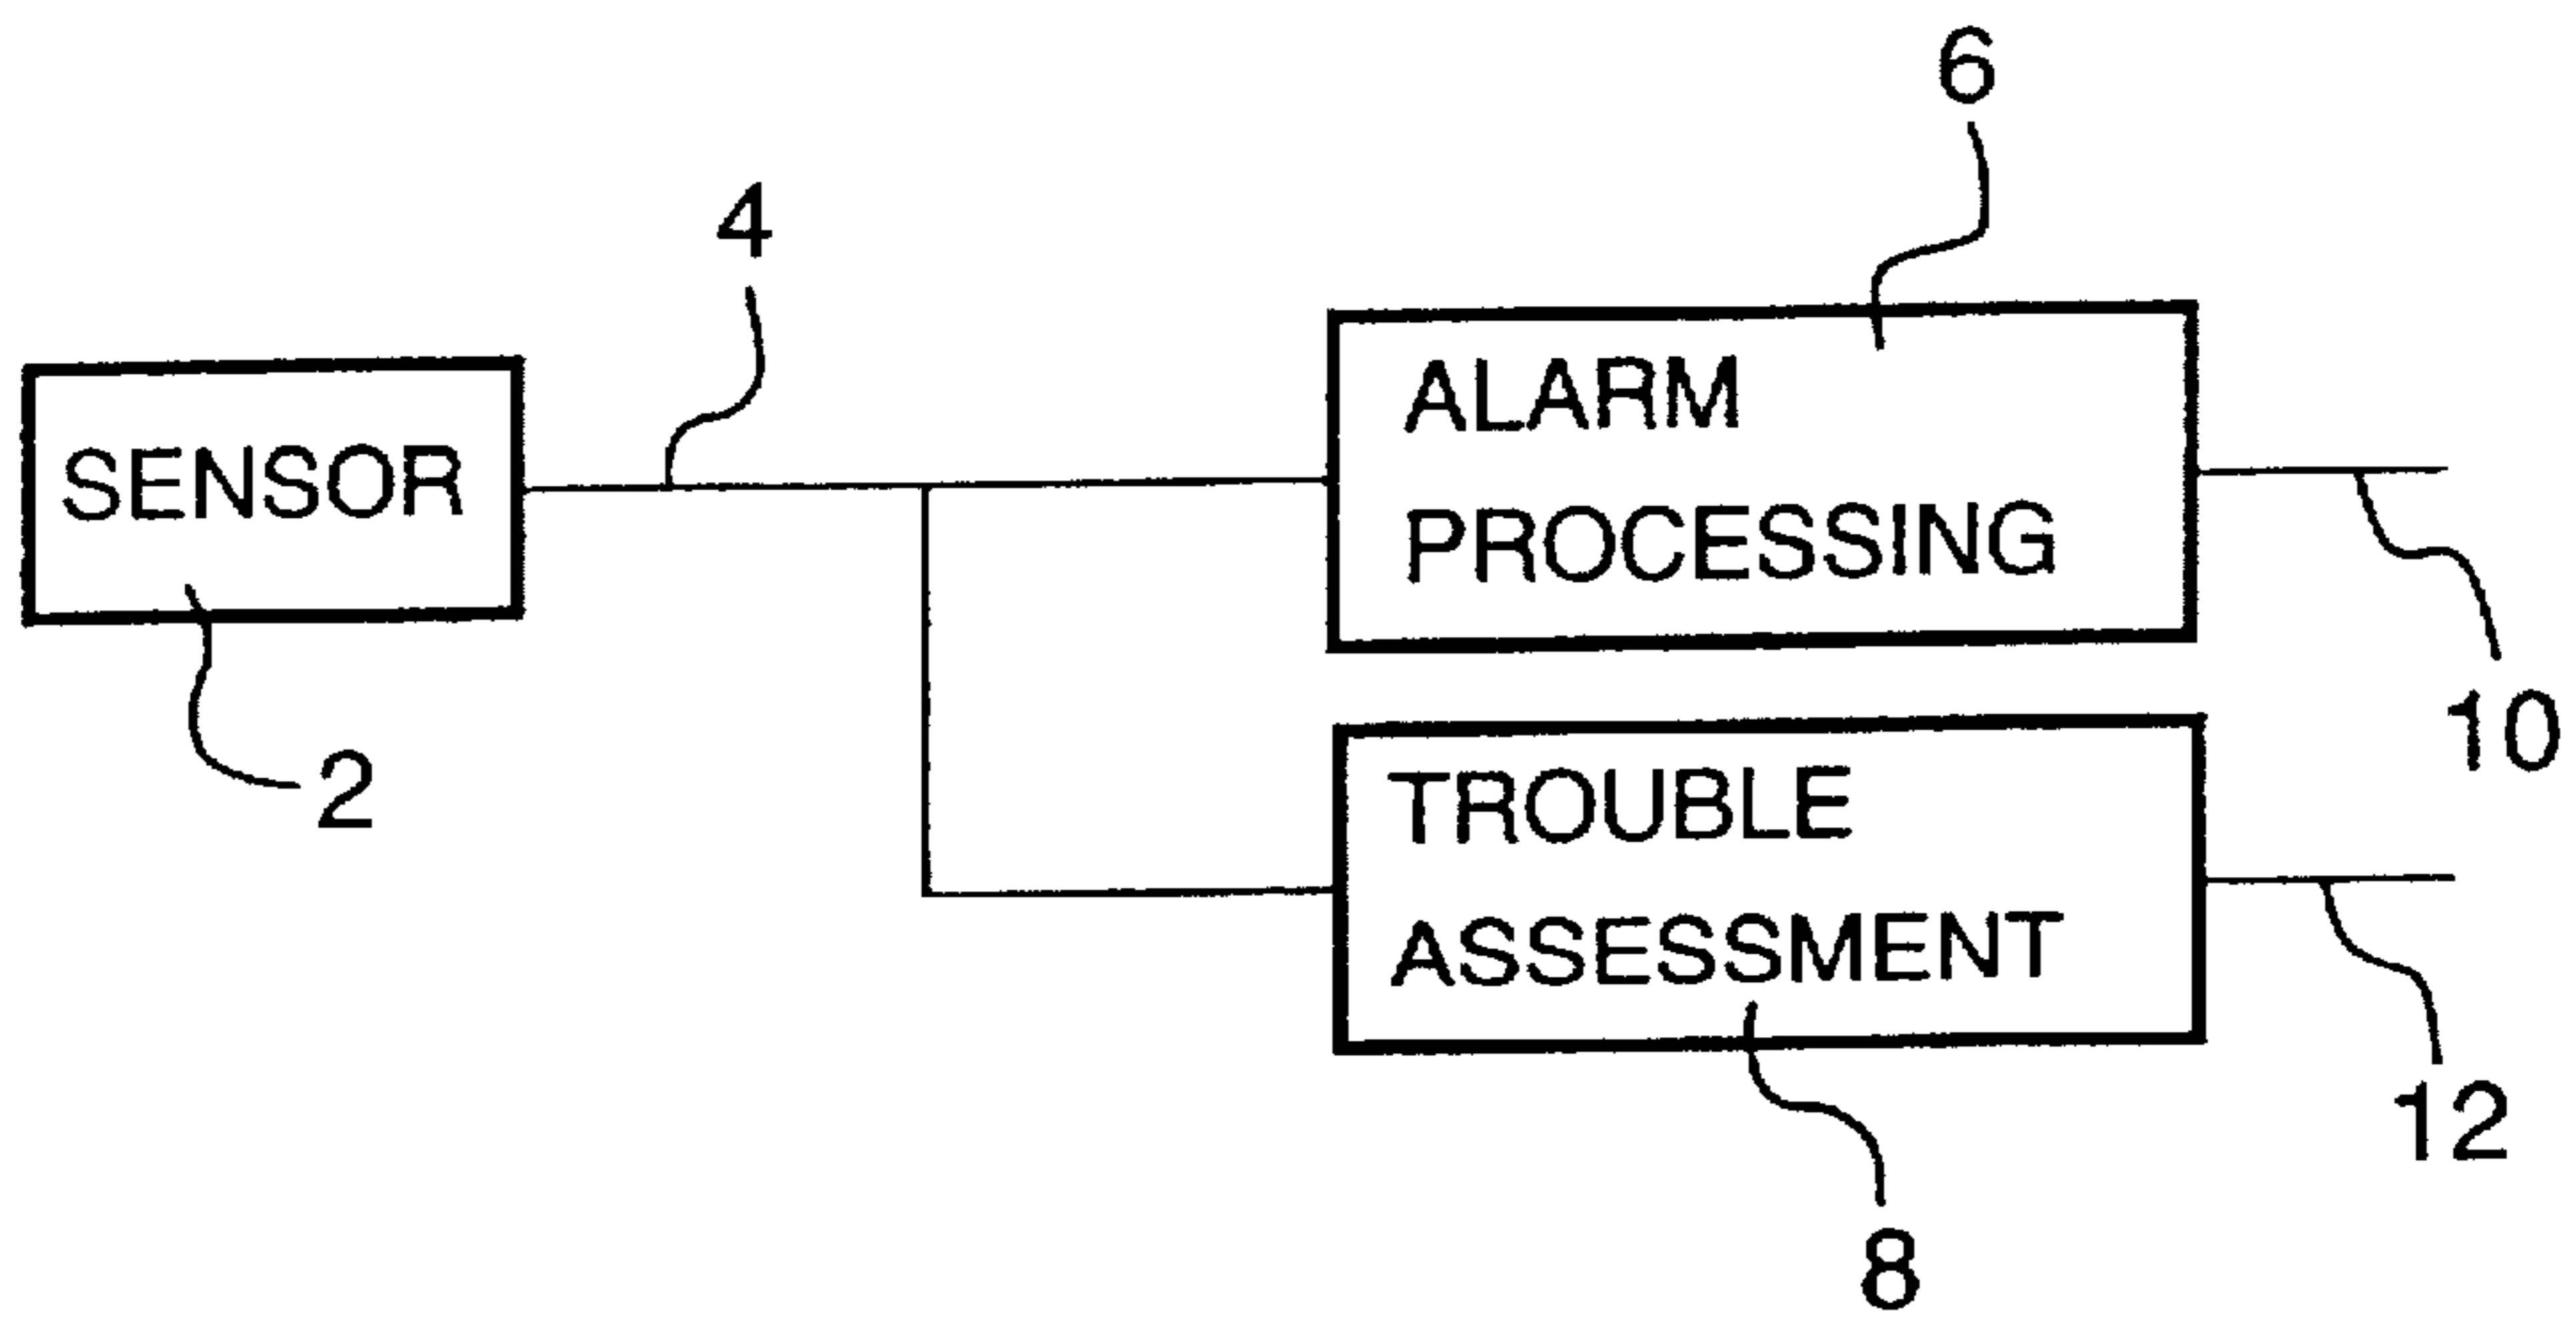 6
4
SENSOR
ALARM
PROCESSING
10
2
TROUBLE
ASSESSMENT
12
8